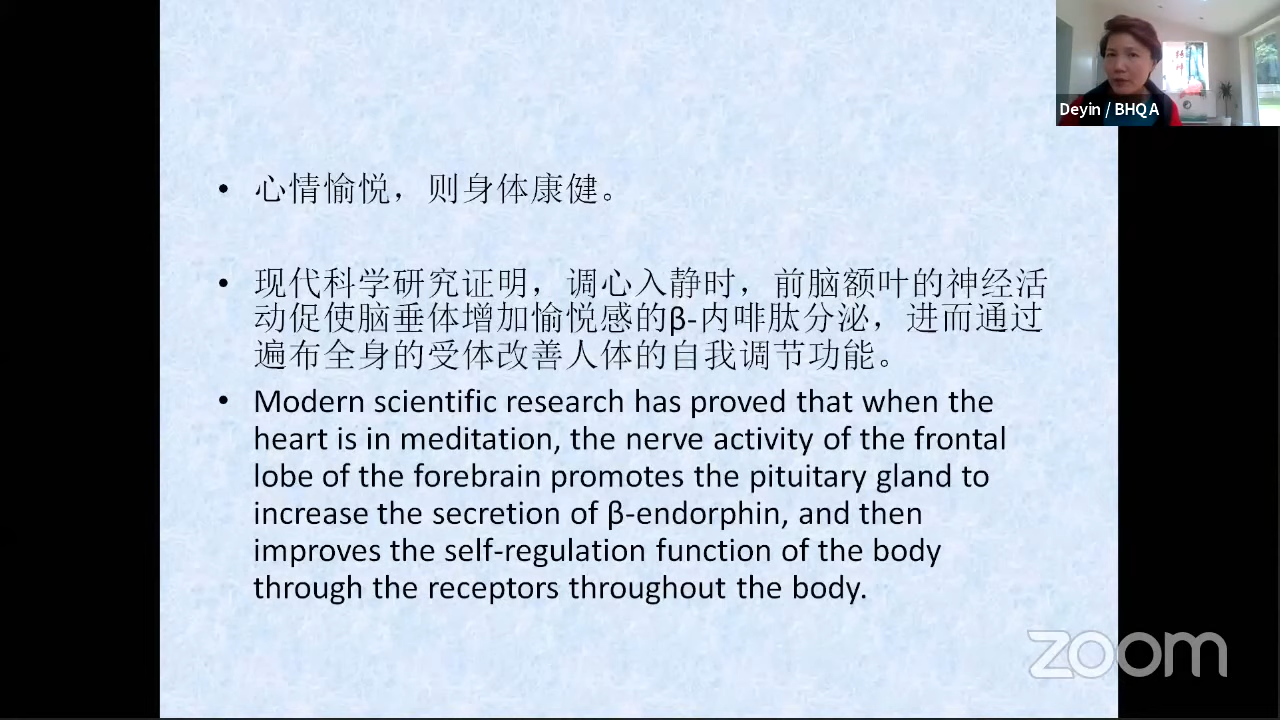 Deyin / BHQA
• 心情愉悦，则身体康健。
• 现代科学研究证明，调心入静时，前脑额叶的神经活
动促使脑垂体增加愉悦感的β-内啡肽分泌，进而通过
遍布全身的受体改善人体的自我调节功能。
• Modern scientific research has proved that when the
heart is in meditation, the nerve activity of the frontal
lobe of the forebrain promotes the pituitary gland to
increase the secretion of β-endorphin, and then
improves the self-regulation function of the body
through the receptors throughout the body.
zoom